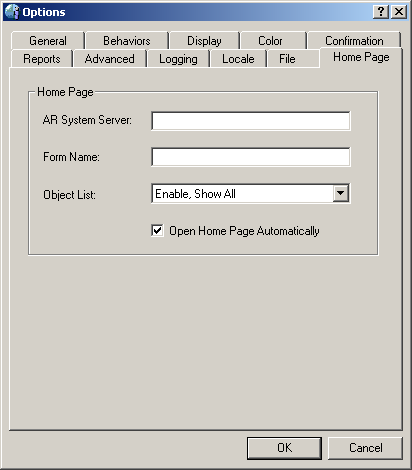 Options
General Behaviors Display Color Confirmation
Reports Advanced Logging Locale File Home Page
Home Page
AR System Server:
Form Name:
Object List: Enable, Show All
Open Home Page Automatically
OK Cancel